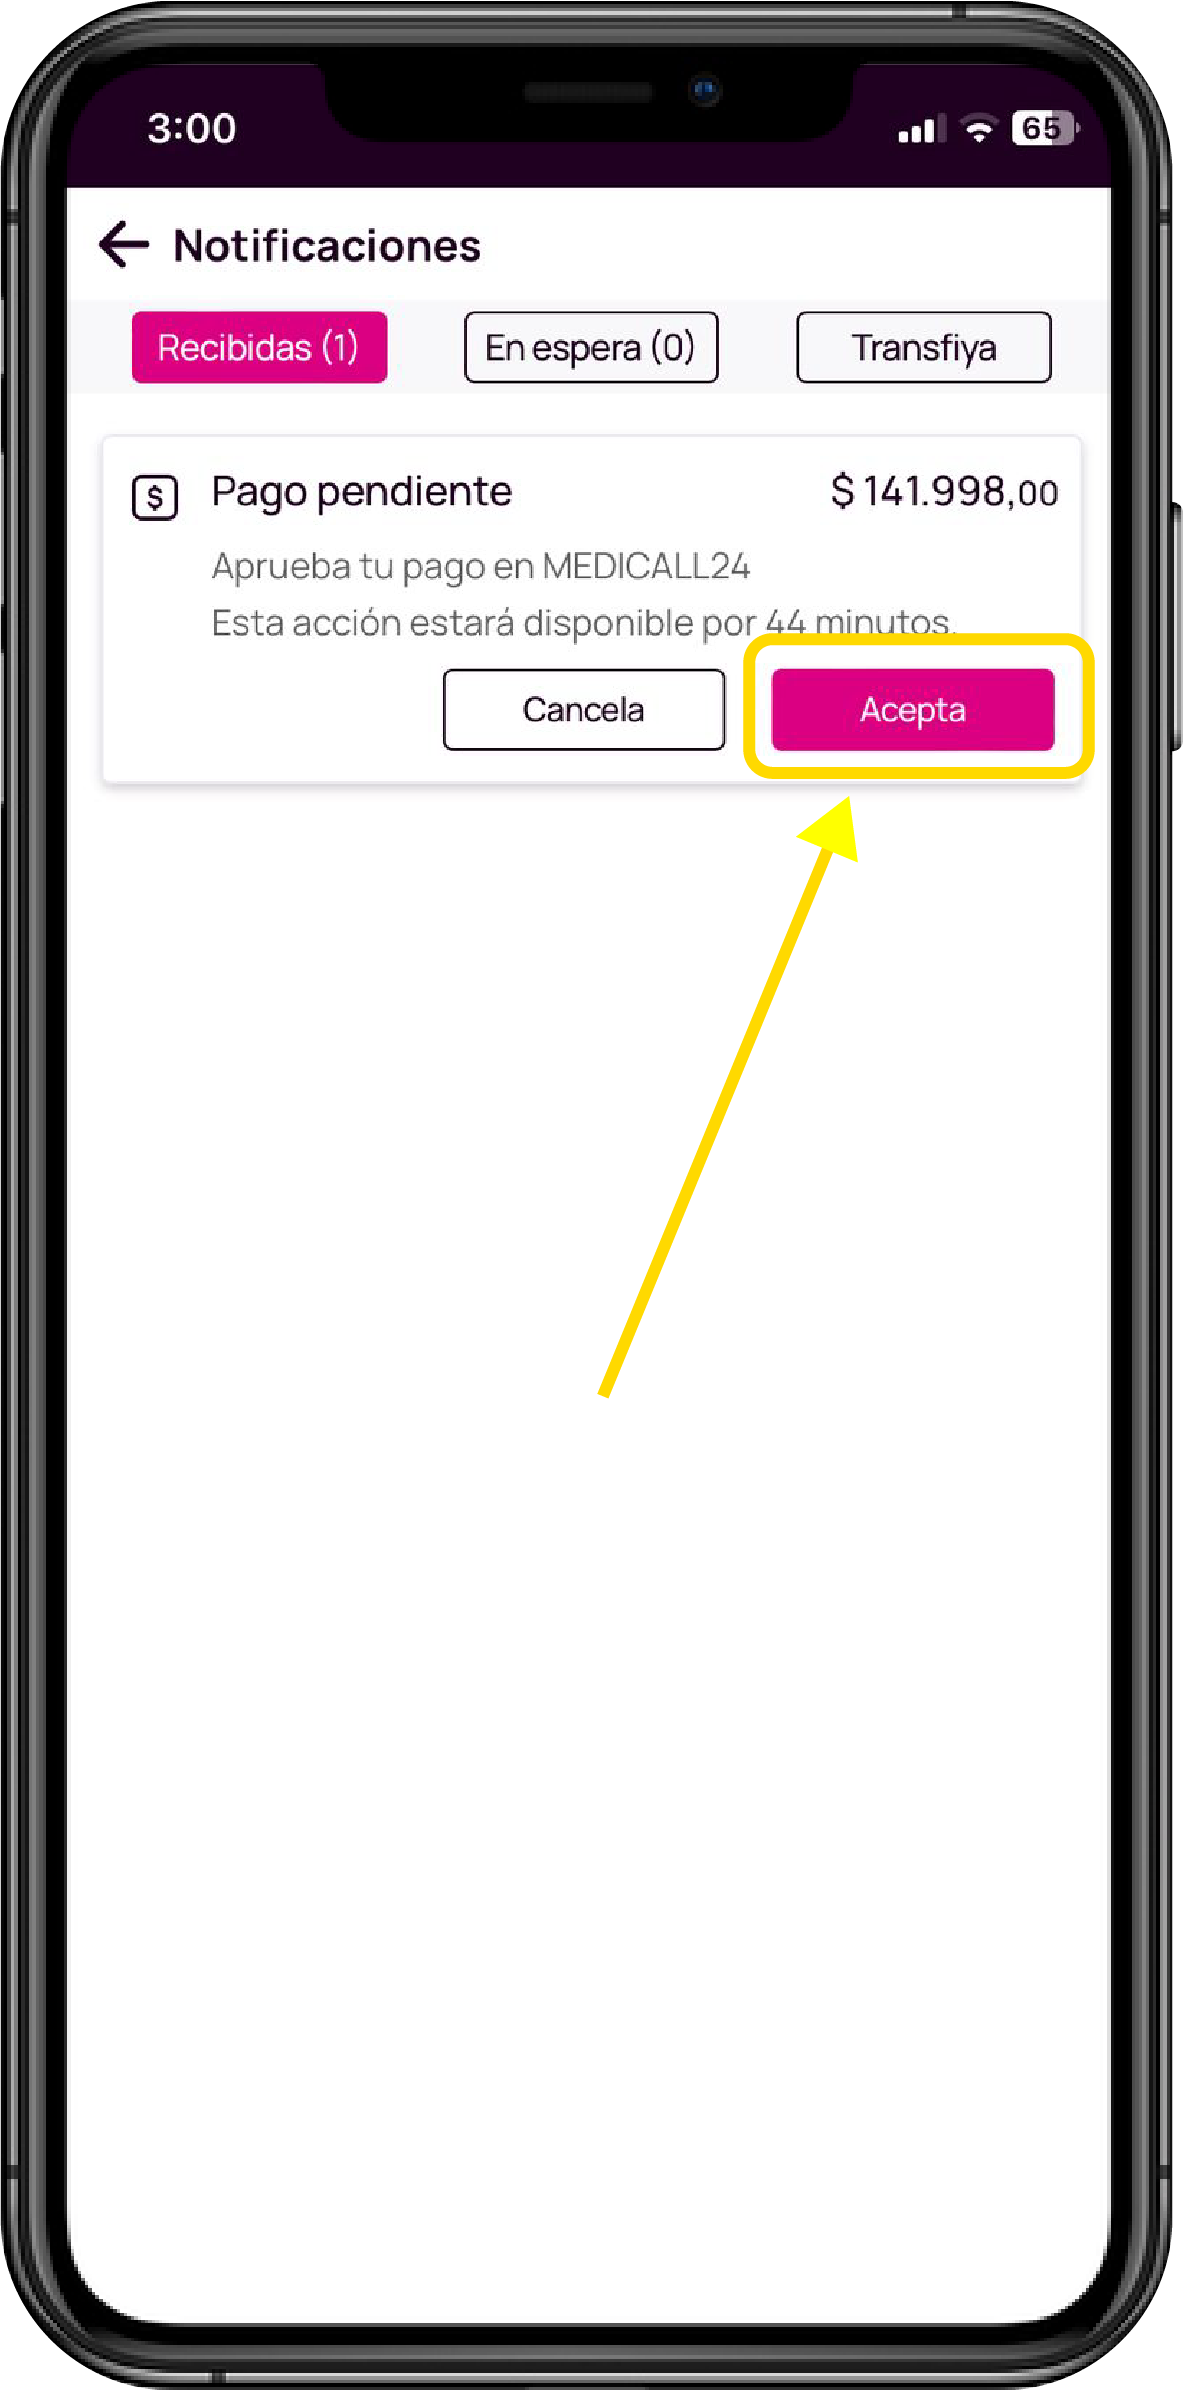 3:00
65
Notificaciones
Recibidas (1)
En espera (0)
Transfiya
$
Pago pendiente
$ 141.998,00
Aprueba tu pago en MEDICALL24
Esta acción estará disponible por 44 minutos.
Cancela
Acepta